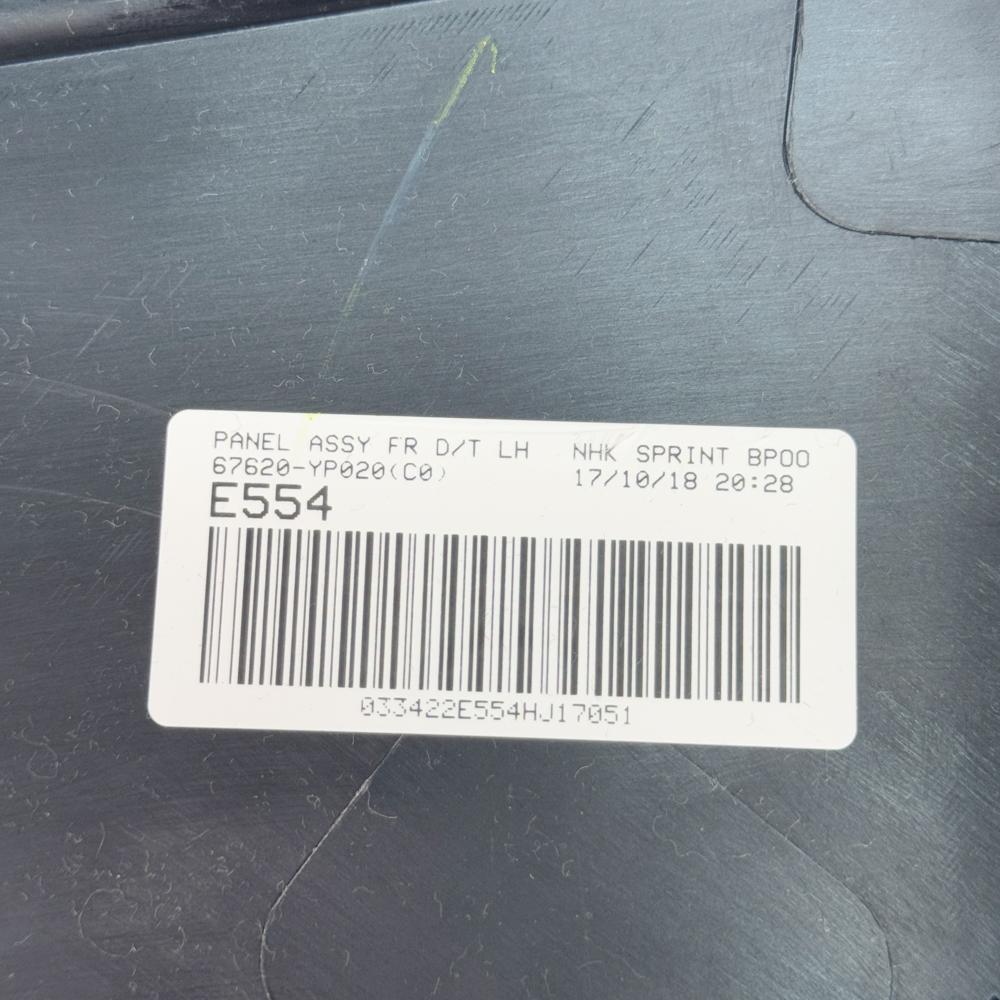 PANEL ASSY FR D/T LH NHK SPRINT BP00
67620-YP020(C0) 17/10/18 20:28
E554
033422E554HJ17051